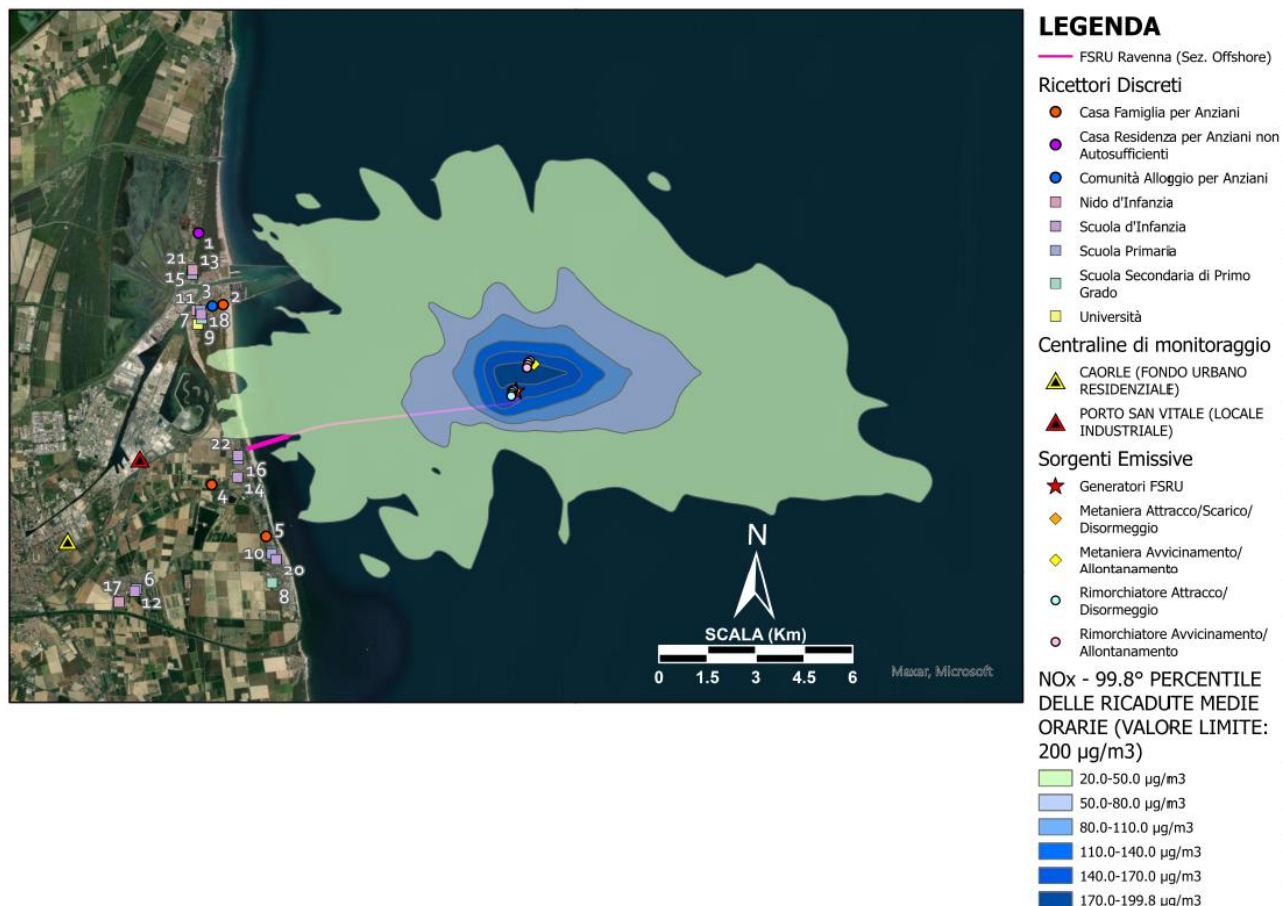 1
21 13
15
3
11 2
7 18
9
22
16
14
4
5
10
20
8
6
17 12
N
SCALA (Km)
0 1.5 3 4.5 6
Maxar, Microsoft
LEGENDA
FSRU Ravenna (Sez. Offshore)
Ricettori Discreti
Casa Famiglia per Anziani
Casa Residenza per Anziani non
Autosufficienti
Comunità Alloggio per Anziani
Nido d'Infanzia
Scuola d'Infanzia
Scuola Primaria
Scuola Secondaria di Primo
Grado
Università
Centraline di monitoraggio
CAORLE (FONDO URBANO
RESIDENZIALE)
PORTO SAN VITALE (LOCALE
INDUSTRIALE)
Sorgenti Emissive
Generatori FSRU
Metaniera Attracco/Scarico/
Disormeggio
Metaniera Avvicinamento/
Allontanamento
Rimorchiatore Attracco/
Disormeggio
Rimorchiatore Avvicinamento/
Allontanamento
NOx - 99.8° PERCENTILE
DELLE RICADUTE MEDIE
ORARIE (VALORE LIMITE:
200 µg/m3)
20.0-50.0 µg/m3
50.0-80.0 µg/m3
80.0-110.0 µg/m3
110.0-140.0 µg/m3
140.0-170.0 µg/m3
170.0-199.8 µg/m3